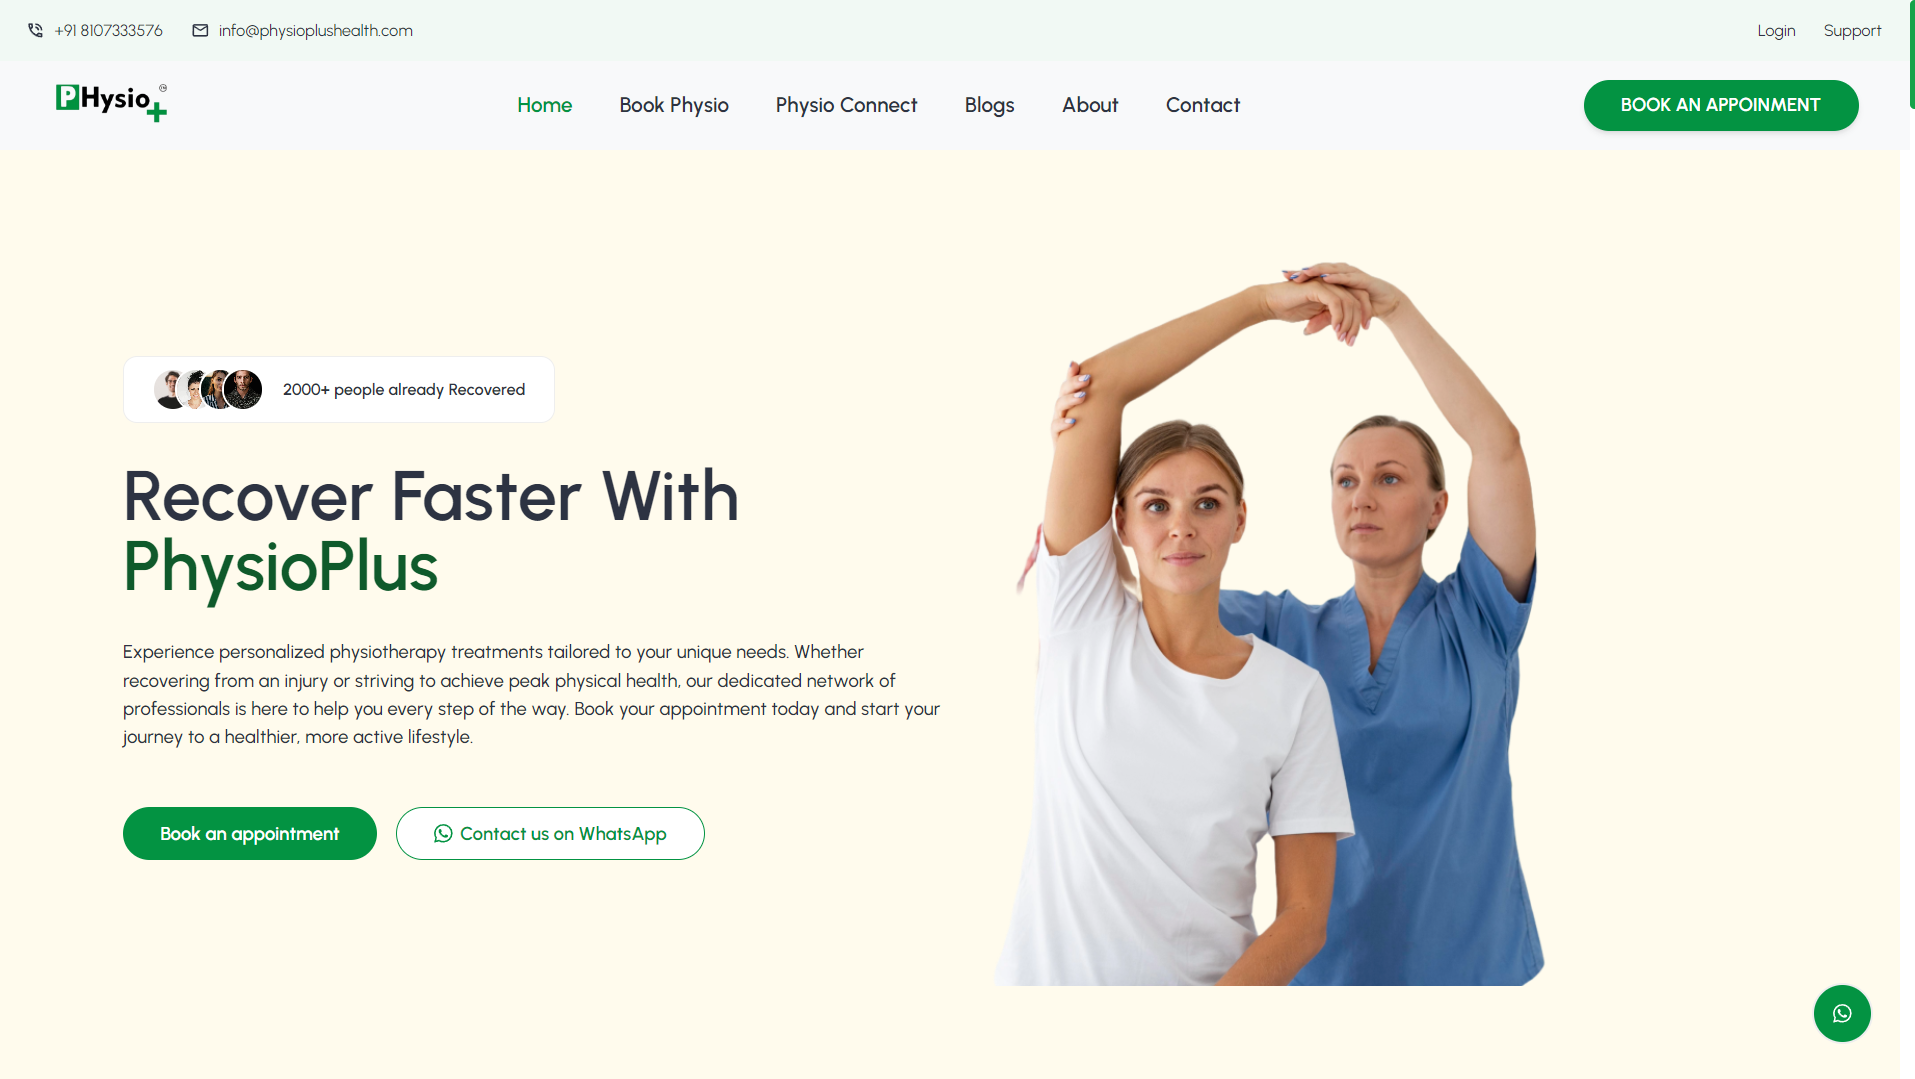 +91 8107333576
info@physioplushealth.com
Login
Support
PHysio
Home
Book Physio
Physio Connect
Blogs
About
Contact
BOOK AN APPOINMENT
2000+ people already Recovered
Recover Faster With
PhysioPlus
Experience personalized physiotherapy treatments tailored to your unique needs. Whether
recovering from an injury or striving to achieve peak physical health, our dedicated network of
professionals is here to help you every step of the way. Book your appointment today and start your
journey to a healthier, more active lifestyle.
Book an appointment
Contact us on WhatsApp